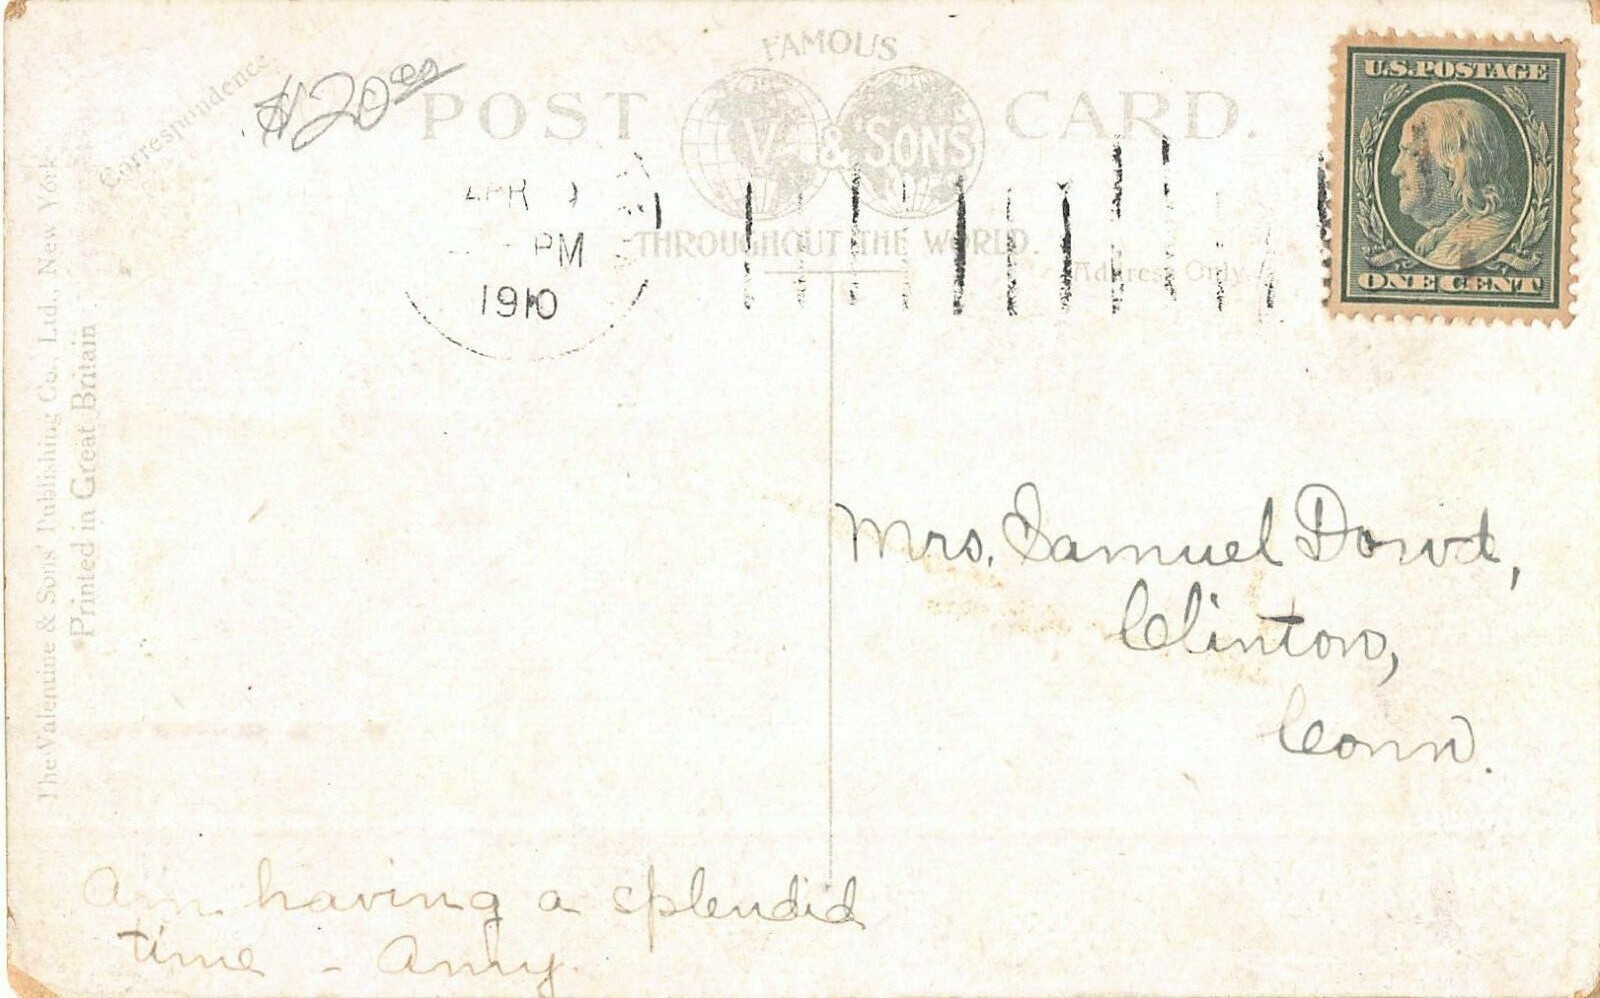 FAMOUS
POST CARD.
V & SONS
THROUGHOUT THE WORLD.
Correspondence
$20 00
Address Only.
U.S. POSTAGE
ONE CENT
APR
PM
1910
The Valentine & Sons' Publishing Co., Ltd., New York.
Printed in Great Britain
Mrs. Samuel Dowd,
Clinton,
Conn.
Am having a splendid
time - Amy.